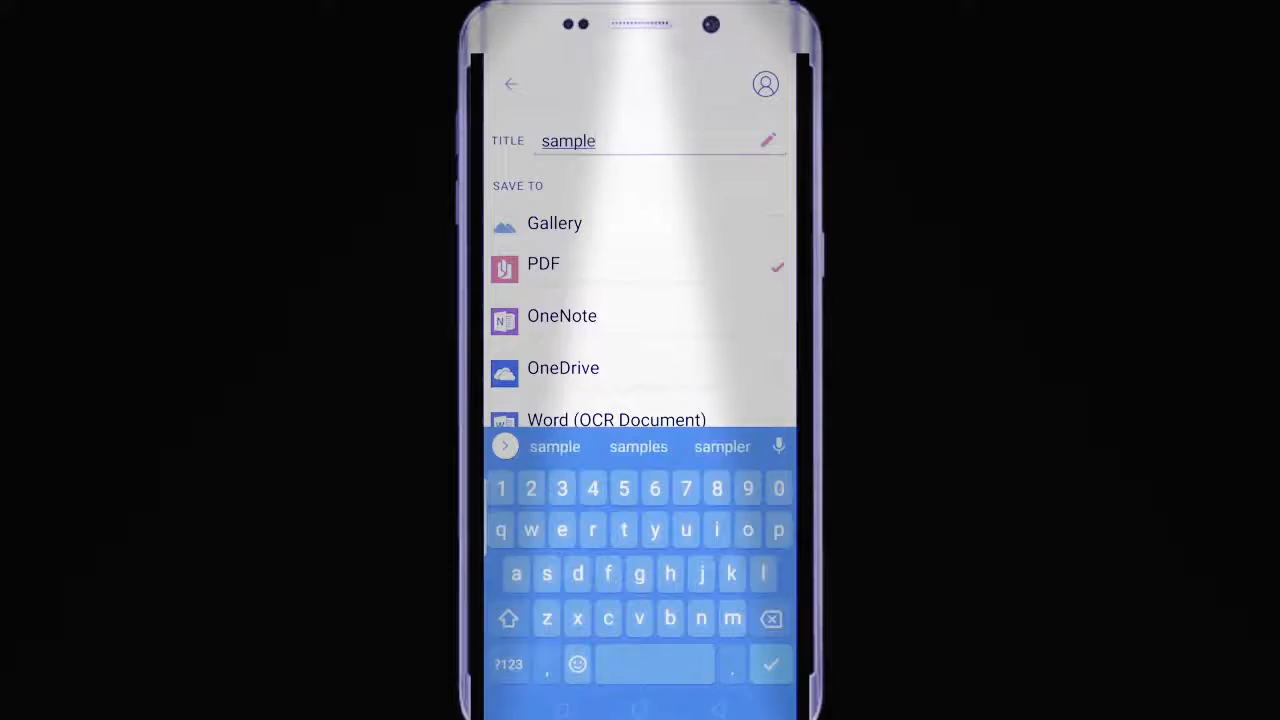 TITLE sample
SAVE TO
Gallery
PDF
N OneNote
OneDrive
W Word (OCR Document)
sample samples sampler
1 2 3 4 5 6 7 8 9 0
q w e r t y u i o p
a s d f g h j k l
z x c v b n m
?123 , .